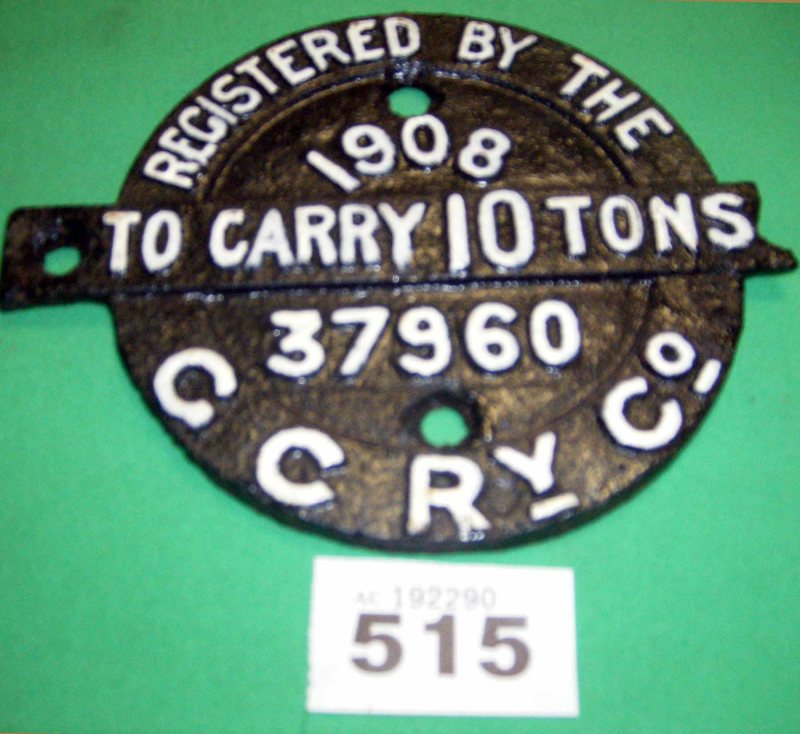 REGISTERED BY THE
1908
TO CARRY 10 TONS
37960
C C Ry Co.
AC 192290
515